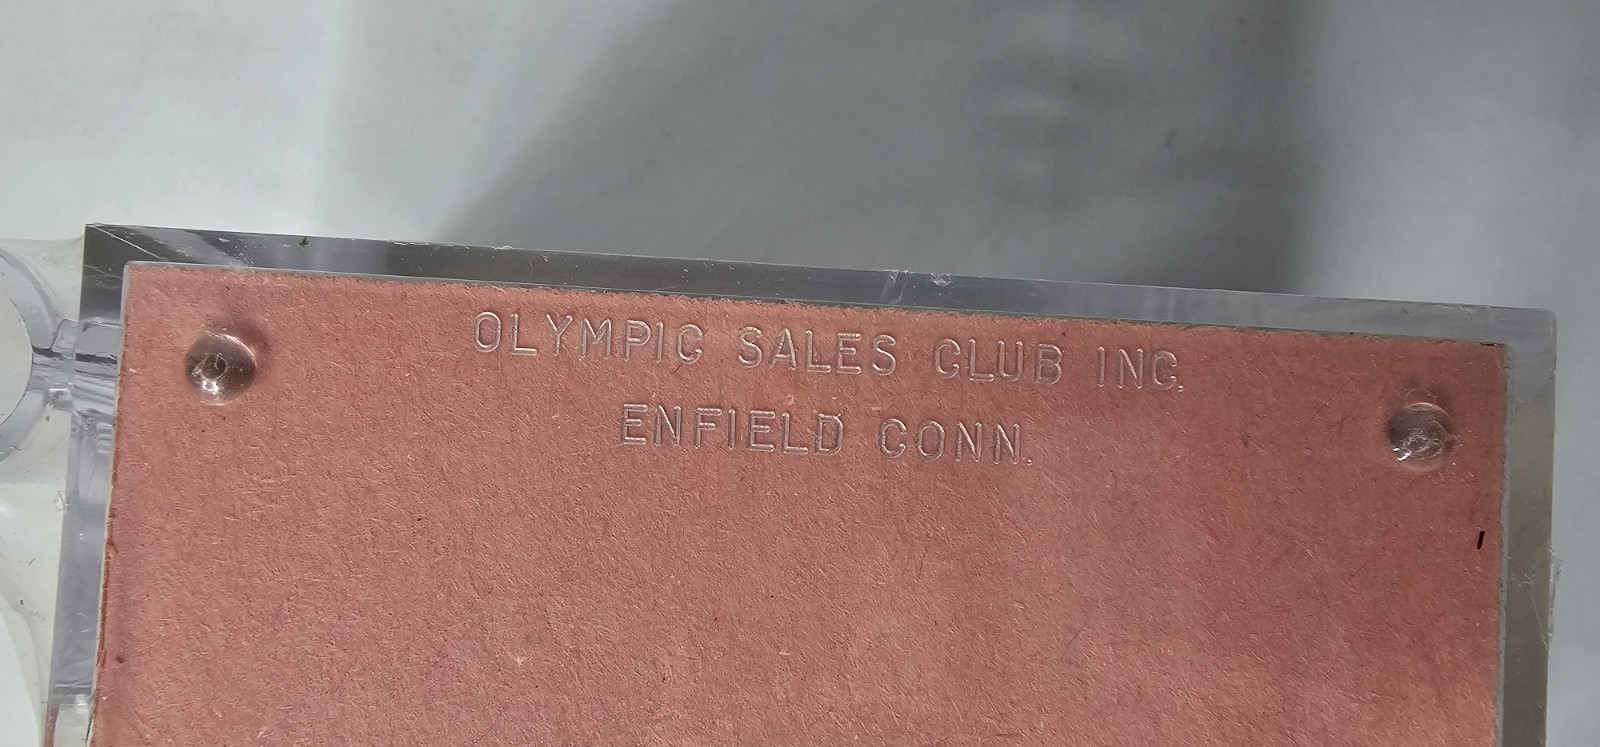 OLYMPIC SALES CLUB INC.
ENFIELD CONN.